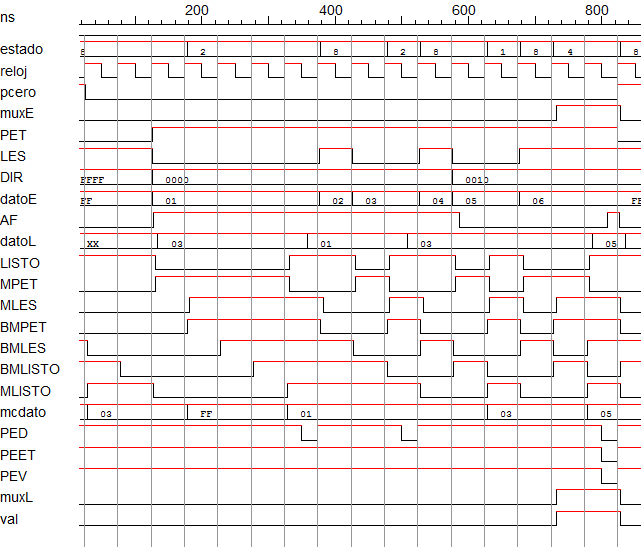 ns 200 400 600 800
estado 8 2 8 2 8 1 8 4 8
reloj
pcero
muxE
PET
LES
DIR FFFF 0000 0010
datoE FF 01 02 03 04 05 06 FF
AF
datoL XX 03 01 03 05
LISTO
MPET
MLES
BMPET
BMLES
BMLISTO
MLISTO
mcdato 03 FF 01 03 05
PED
PEET
PEV
muxL
val